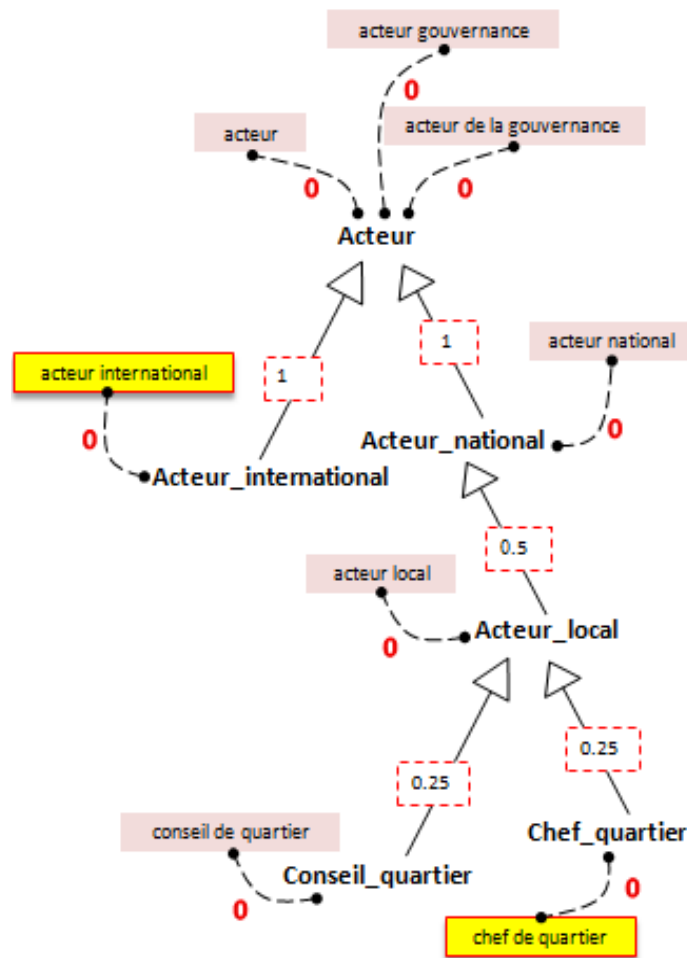 acteur gouvernance
0
acteur
acteur de la gouvernance
0
0
Acteur
acteur national
1
1
acteur international
0
0
Acteur_national
Acteur_international
0.5
acteur local
Acteur_local
0
0.25
0.25
conseil de quartier
Chef_quartier
Conseil_quartier
0
0
chef de quartier